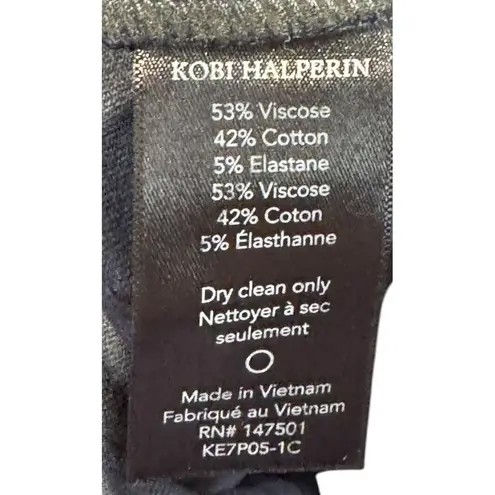 KOBI HALPERIN
53% Viscose
42% Cotton
5% Elastane
53% Viscose
42% Coton
5% Élasthanne
Dry clean only
Nettoyer à sec
seulement
Made in Vietnam
Fabriqué au Vietnam
RN# 147501
KE7P05-1C